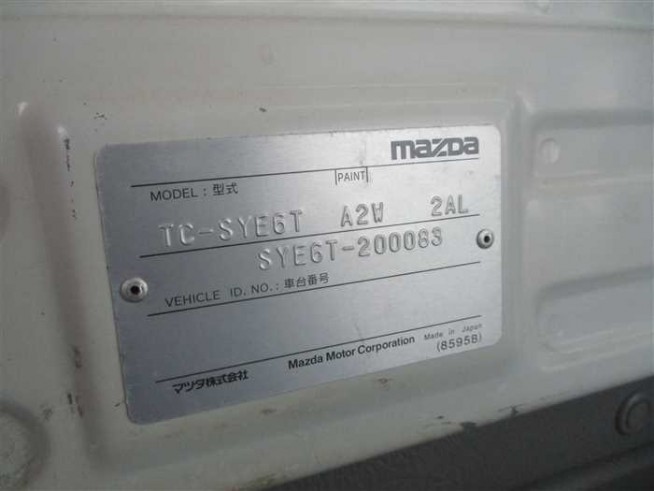 mazda
MODEL : 型式 PAINT
TC-SYE6T A2W 2AL
SYE6T-200083
VEHICLE ID. NO. : 車台番号
マツダ株式会社 Mazda Motor Corporation Made in Japan
(8595B)